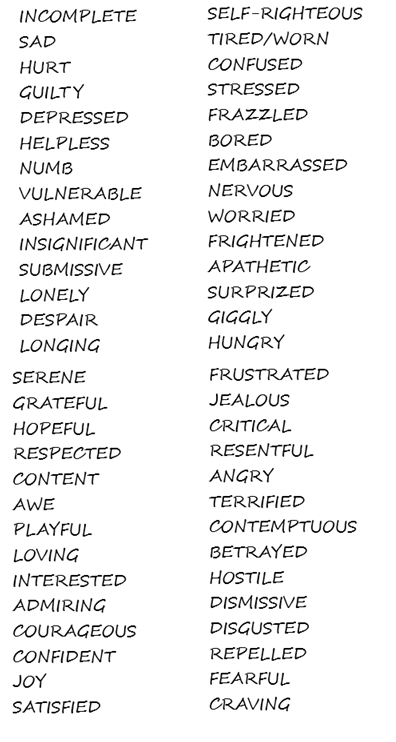 INCOMPLETE
SAD
HURT
GUILTY
DEPRESSED
HELPLESS
NUMB
VULNERABLE
ASHAMED
INSIGNIFICANT
SUBMISSIVE
LONELY
DESPAIR
LONGING
SELF-RIGHTEOUS
TIRED/WORN
CONFUSED
STRESSED
FRAZZLED
BORED
EMBARRASSED
NERVOUS
WORRIED
FRIGHTENED
APATHETIC
SURPRIZED
GIGGLY
HUNGRY
SERENE
GRATEFUL
HOPEFUL
RESPECTED
CONTENT
AWE
PLAYFUL
LOVING
INTERESTED
ADMIRING
COURAGEOUS
CONFIDENT
JOY
SATISFIED
FRUSTRATED
JEALOUS
CRITICAL
RESENTFUL
ANGRY
TERRIFIED
CONTEMPTUOUS
BETRAYED
HOSTILE
DISMISSIVE
DISGUSTED
REPELLED
FEARFUL
CRAVING